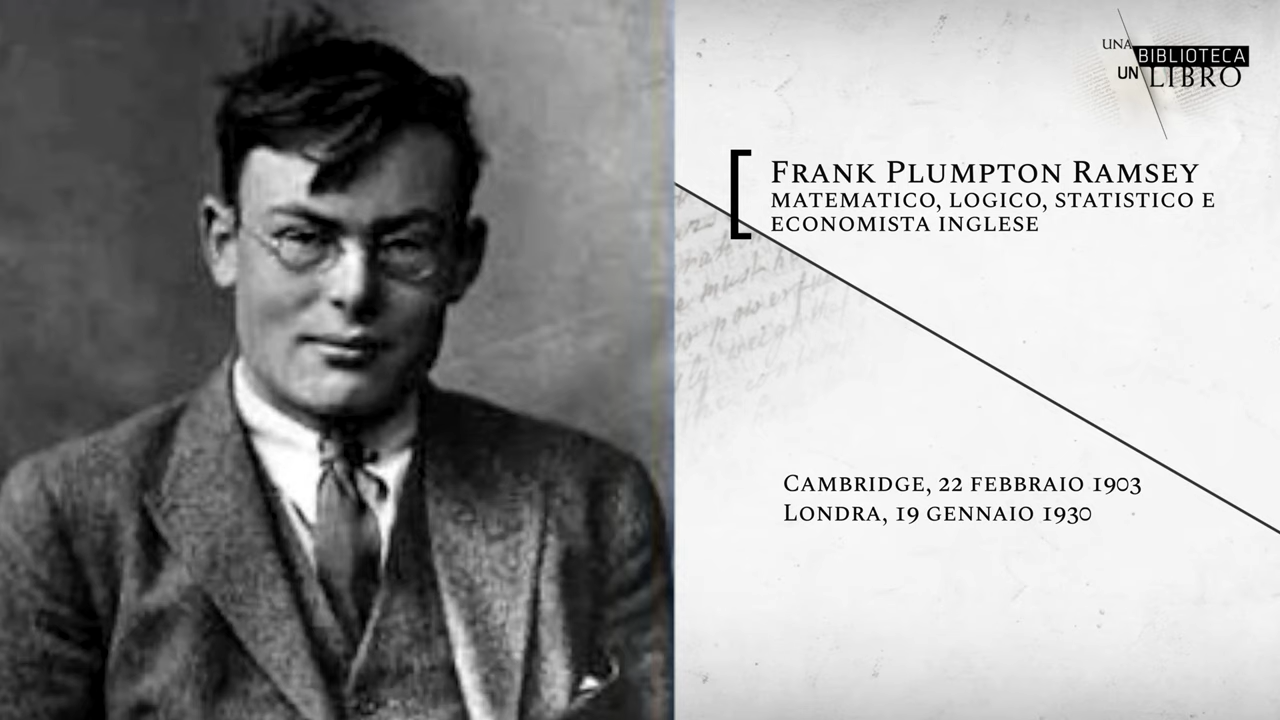 UNA
BIBLIOTECA
UN LIBRO
Frank Plumpton Ramsey
matematico, logico, statistico e
economista inglese
Cambridge, 22 febbraio 1903
Londra, 19 gennaio 1930